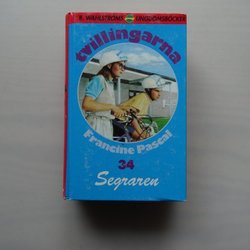 B. WAHLSTRÖMS UNGDOMSBÖCKER
tvillingarna
Francine Pascal
34
Segraren